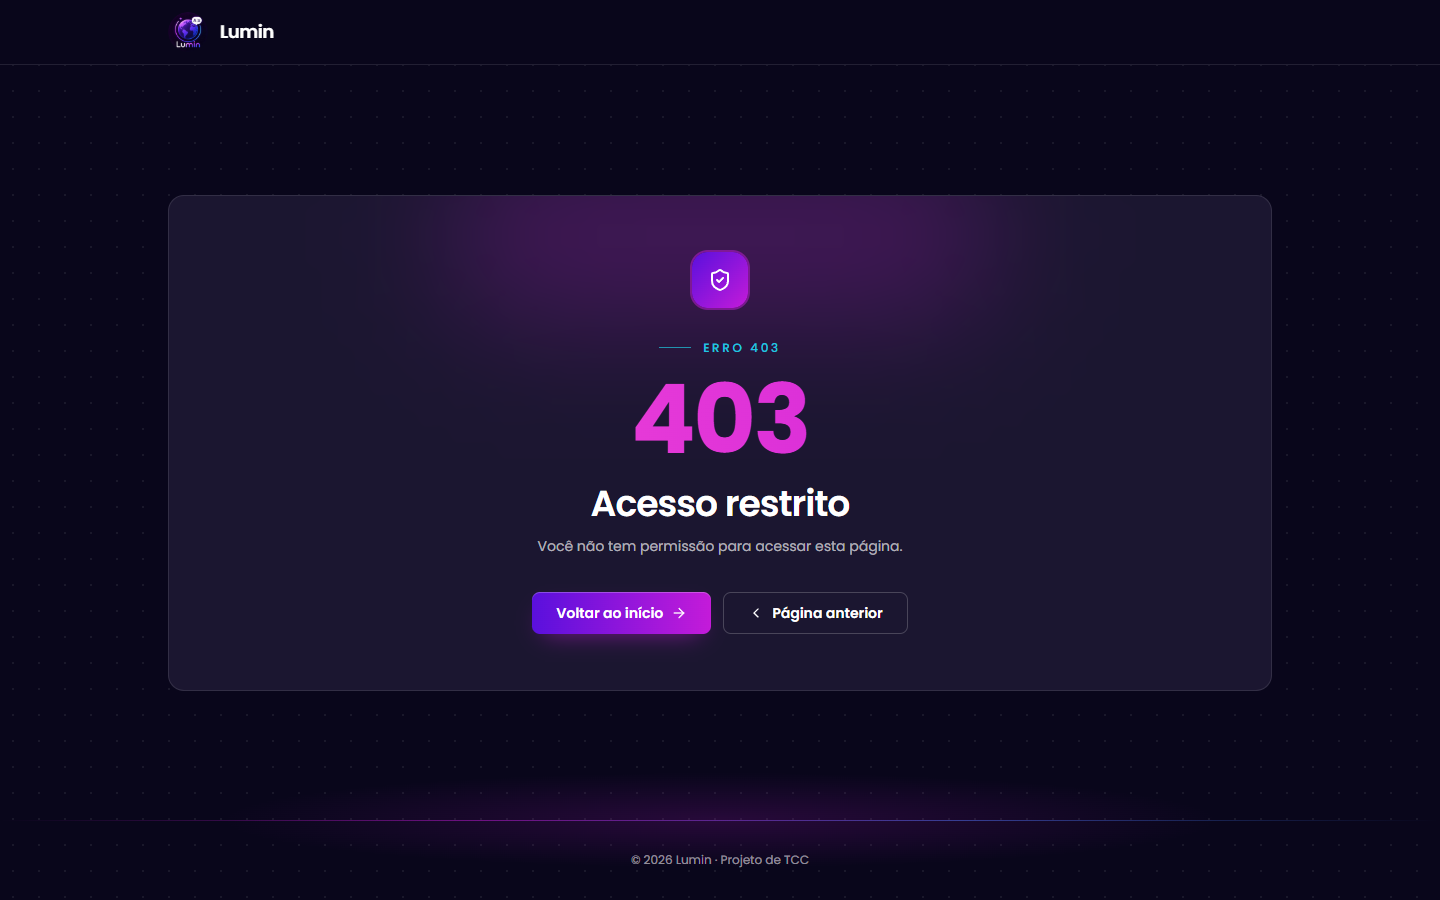 Lumin
Lumin
ERRO 403
403
Acesso restrito
Você não tem permissão para acessar esta página.
Voltar ao início
Página anterior
© 2026 Lumin · Projeto de TCC